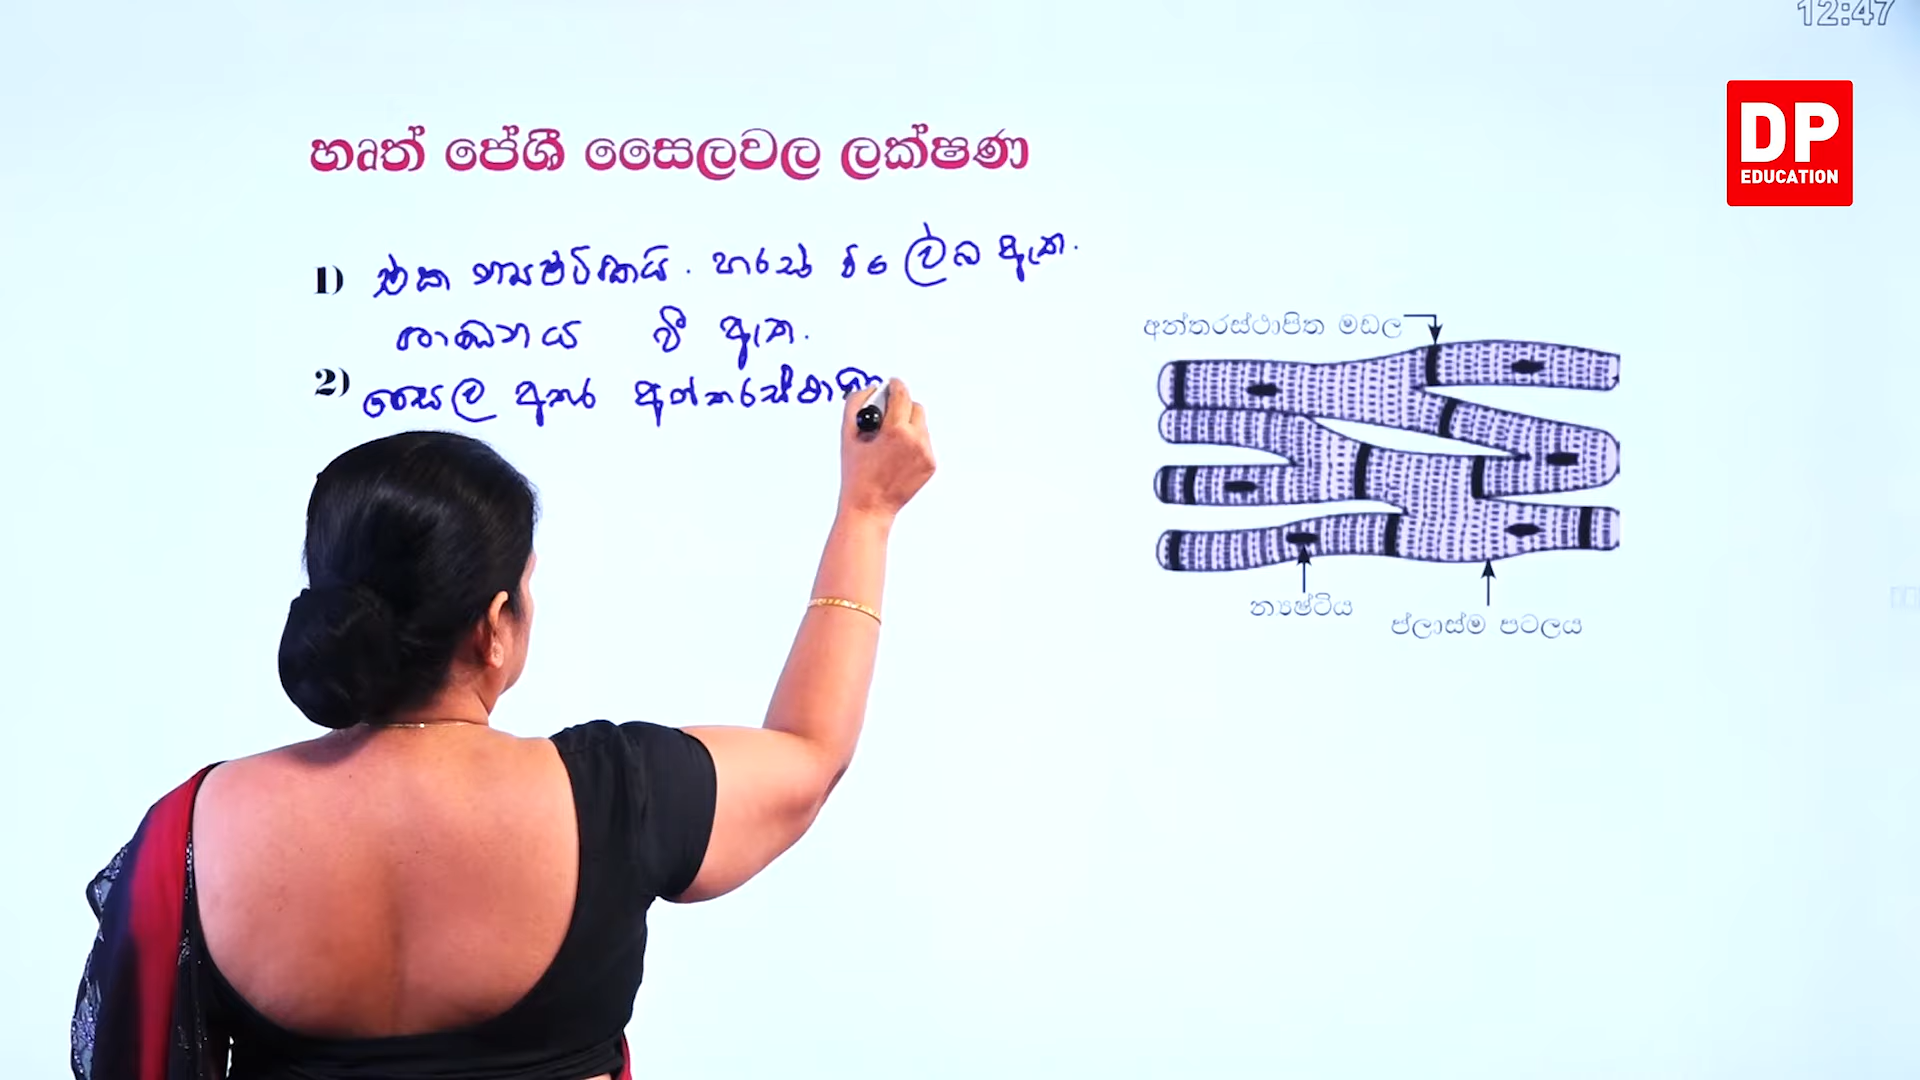 12:47
DP
EDUCATION
හෘත් පේශී සෛලවල ලක්ෂණ
1) ඒක න්‍යෂ්ටිකයි. හරස් විලේඛ ඇත.
ශාඛනය වී ඇත.
2) සෛල අතර අන්තරස්ථාපි
අන්තරස්ථාපිත මඩල
න්‍යෂ්ටිය
ප්ලාස්ම පටලය